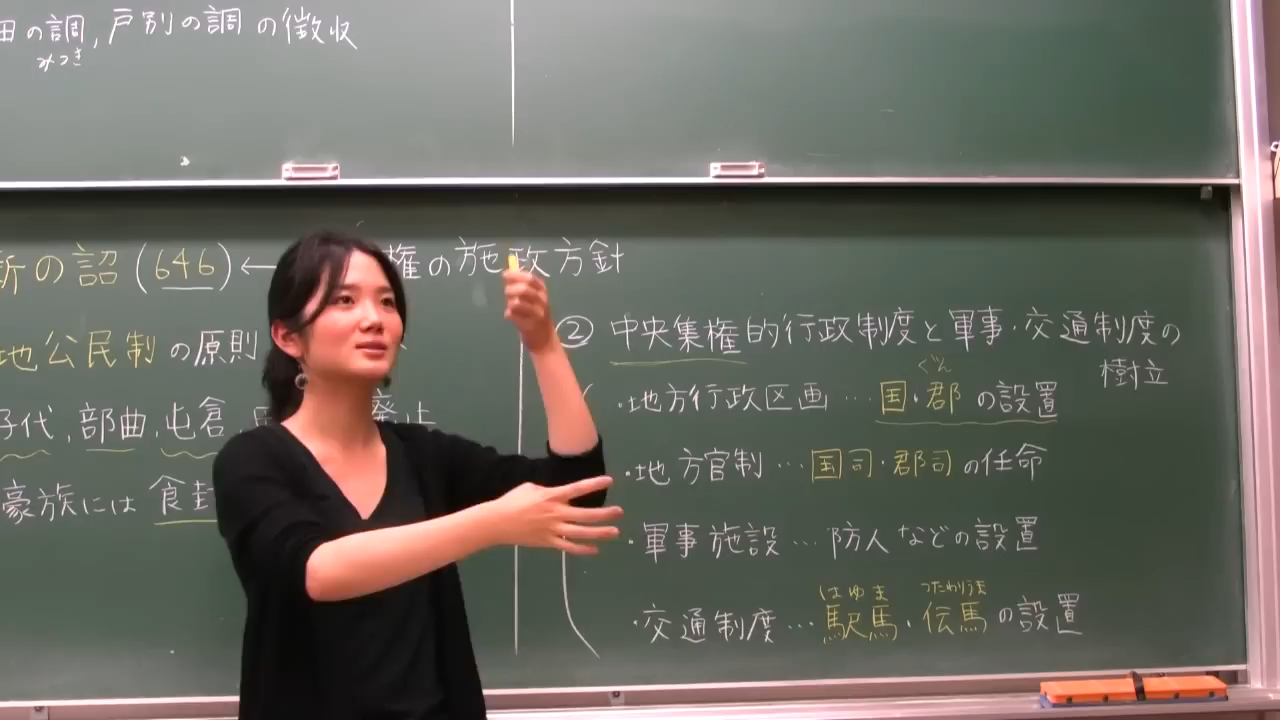 田の調,戸別の調の徴収
みつき
新の詔(646)← 権の施政方針
地公民制の原則
子代,部曲,屯倉, 廃止
豪族には食封
② 中央集権的行政制度と軍事・交通制度の
樹立
ぐん
・地方行政区画…国・郡の設置
・地方官制…国司・郡司の任命
・軍事施設…防人などの設置
はゆま つたわりうま
・交通制度…駅馬・伝馬の設置